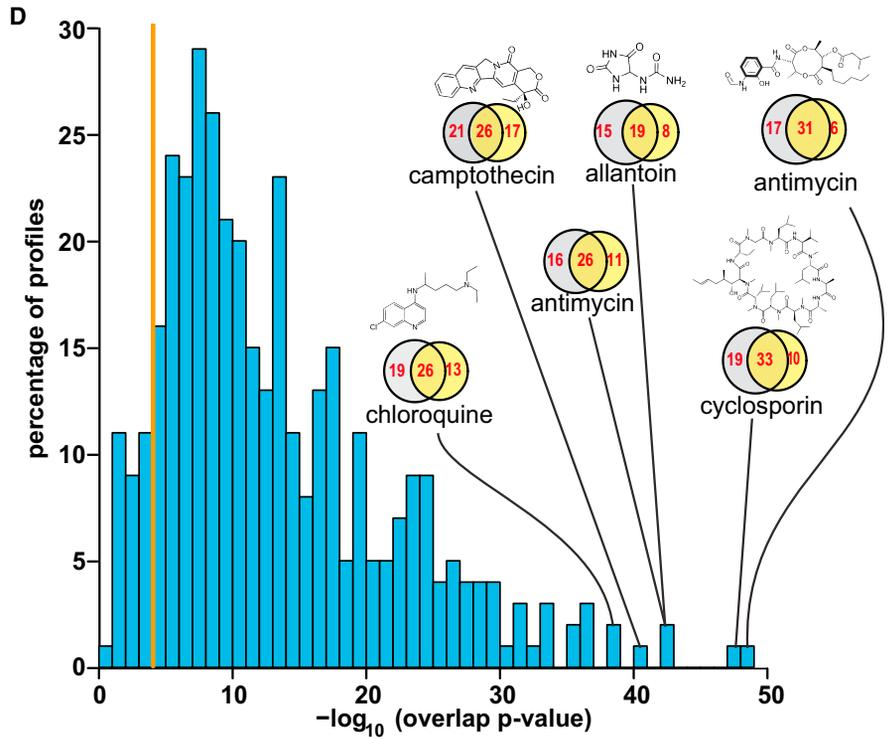 D
percentage of profiles
30
25
20
15
10
5
0
0 10 20 30 40 50
−log10 (overlap p-value)
21 26 17
camptothecin
15 19 8
allantoin
17 31 6
antimycin
16 26 11
antimycin
19 26 13
chloroquine
19 33 10
cyclosporin